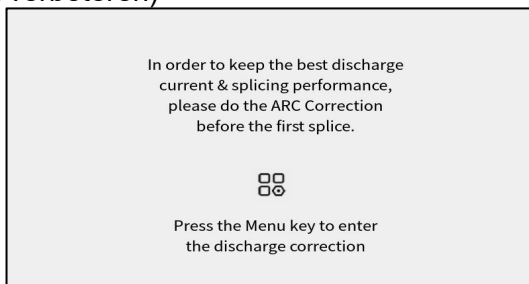 In order to keep the best discharge
current & splicing performance,
please do the ARC Correction
before the first splice.
Press the Menu key to enter
the discharge correction